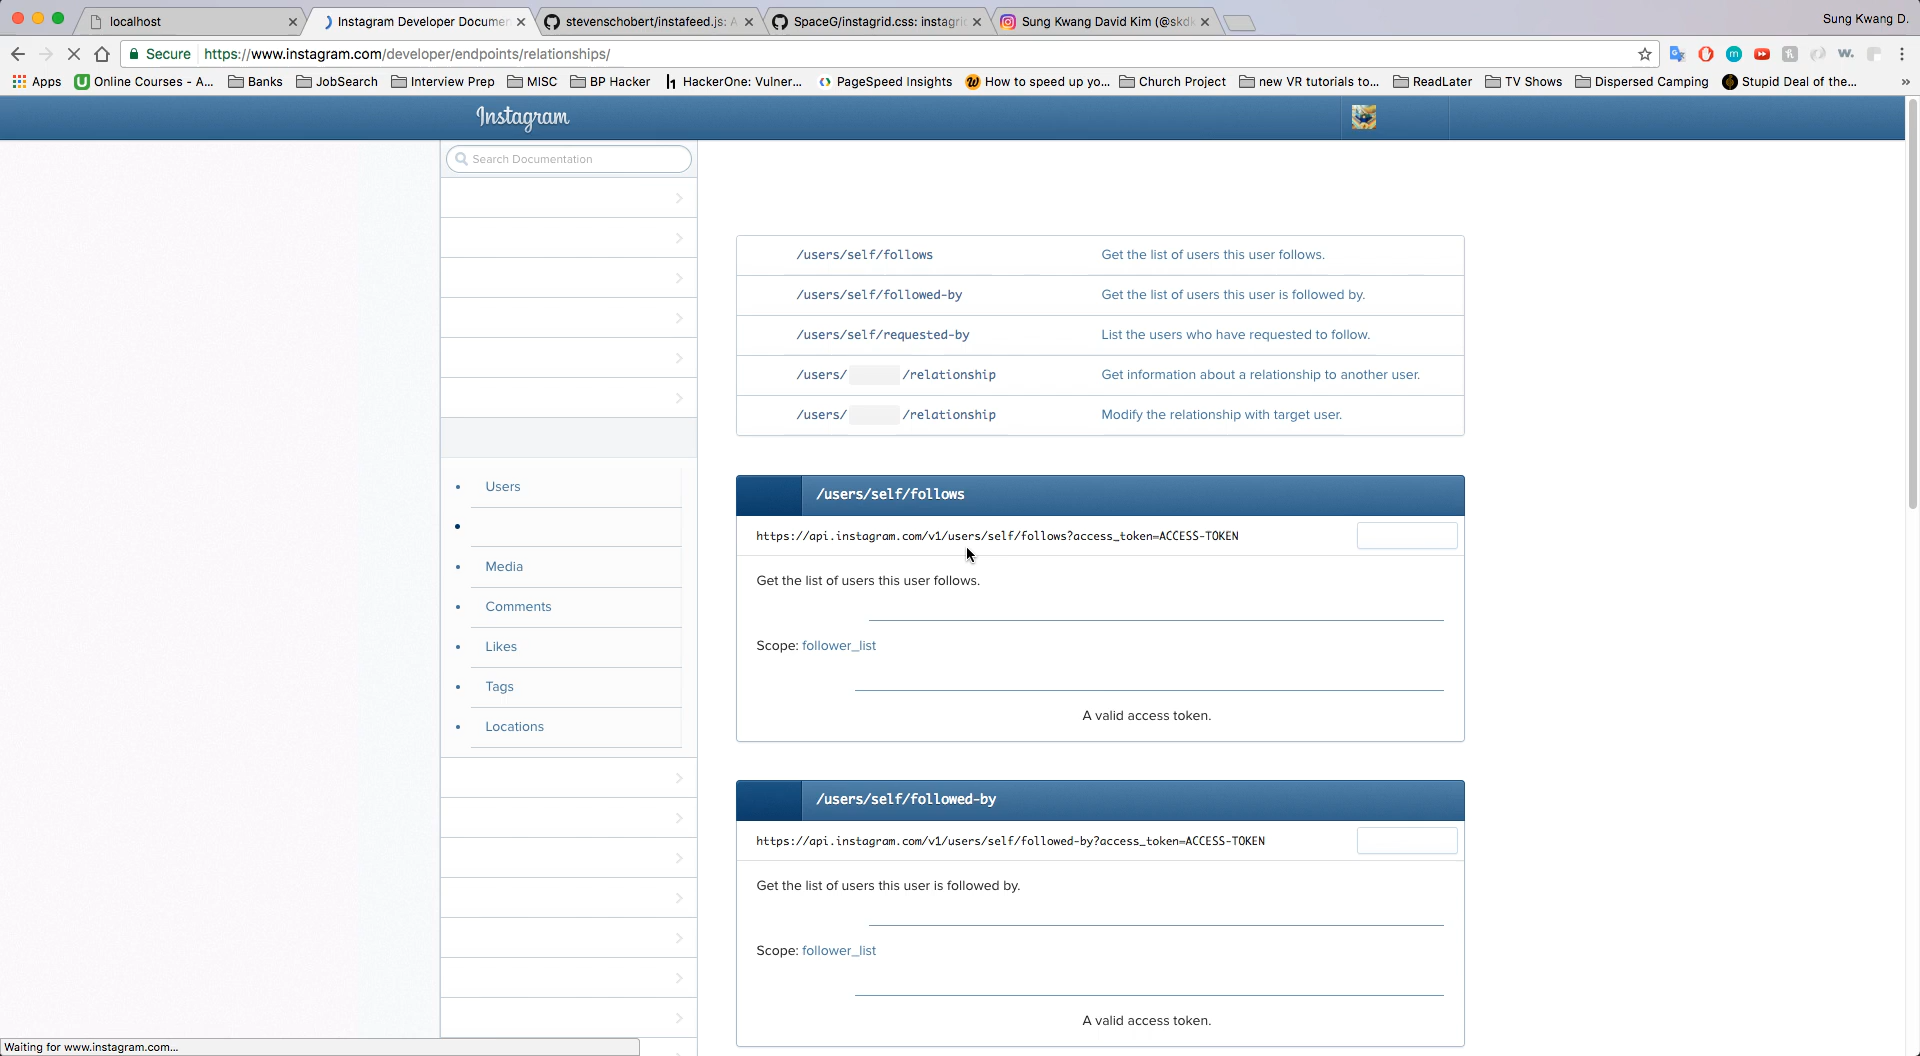 localhost
Instagram Developer Documen
stevenschobert/instafeed.js: A
SpaceG/instagrid.css: instagri
Sung Kwang David Kim (@skdk
Sung Kwang D.
Secure
https://www.instagram.com/developer/endpoints/relationships/
Apps
Online Courses - A...
Banks
JobSearch
Interview Prep
MISC
BP Hacker
HackerOne: Vulner...
PageSpeed Insights
How to speed up yo...
Church Project
new VR tutorials to...
ReadLater
TV Shows
Dispersed Camping
Stupid Deal of the...
»
Instagram
Search Documentation
Users
Media
Comments
Likes
Tags
Locations
/users/self/follows Get the list of users this user follows.
/users/self/followed-by Get the list of users this user is followed by.
/users/self/requested-by List the users who have requested to follow.
/users/ /relationship Get information about a relationship to another user.
/users/ /relationship Modify the relationship with target user.
/users/self/follows
https://api.instagram.com/v1/users/self/follows?access_token=ACCESS-TOKEN
Get the list of users this user follows.
Scope: follower_list
A valid access token.
/users/self/followed-by
https://api.instagram.com/v1/users/self/followed-by?access_token=ACCESS-TOKEN
Get the list of users this user is followed by.
Scope: follower_list
A valid access token.
Waiting for www.instagram.com...